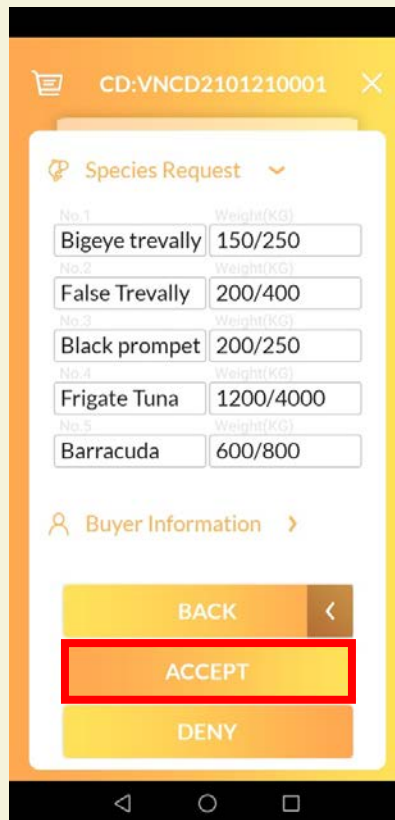 CD:VNCD2101210001
Species Request
No.1 Weight(KG)
Bigeye trevally 150/250
No.2 Weight(KG)
False Trevally 200/400
No.3 Weight(KG)
Black prompet 200/250
No.4 Weight(KG)
Frigate Tuna 1200/4000
No.5 Weight(KG)
Barracuda 600/800
Buyer Information
BACK
ACCEPT
DENY